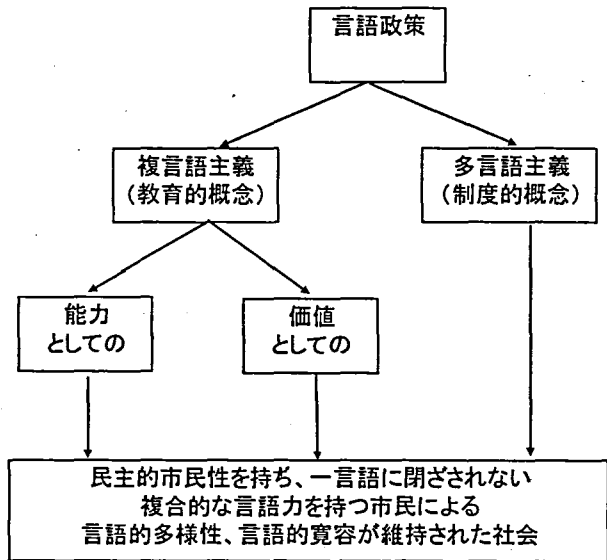 言語政策
複言語主義
(教育的概念)
多言語主義
(制度的概念)
能力
としての
価値
としての
民主的市民性を持ち、一言語に閉ざされない
複合的な言語力を持つ市民による
言語的多様性、言語的寛容が維持された社会